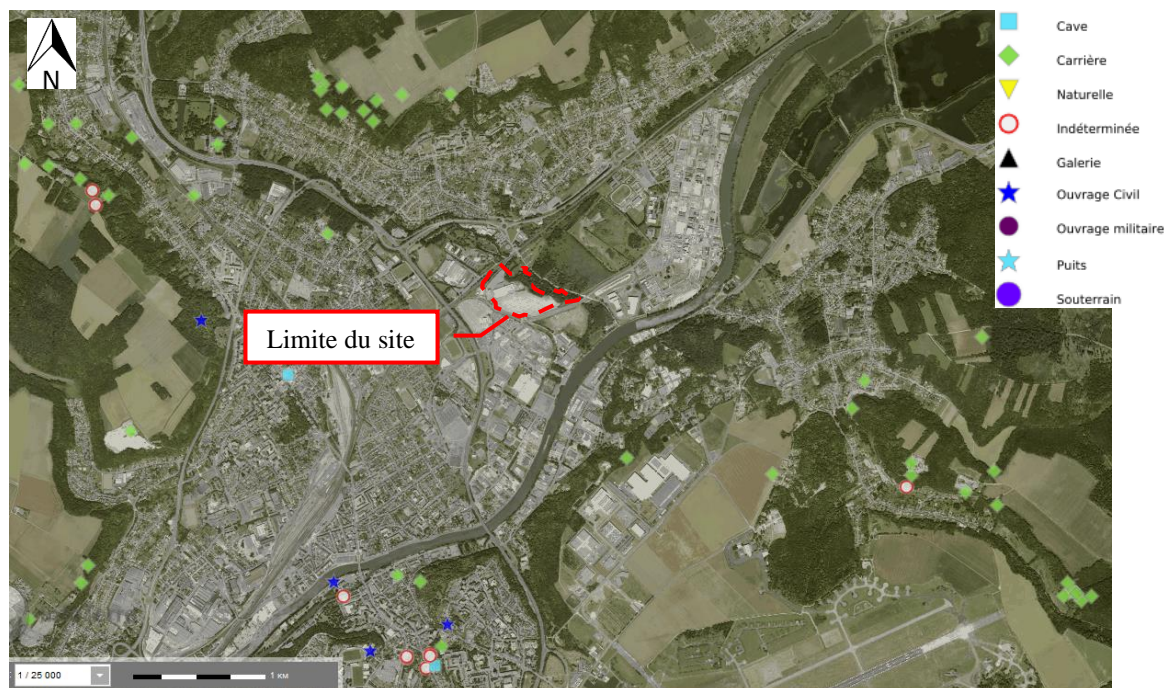 N
Cave
Carrière
Naturelle
Indéterminée
Galerie
Ouvrage Civil
Ouvrage militaire
Puits
Souterrain
Limite du site
1 / 25 000
1 KM